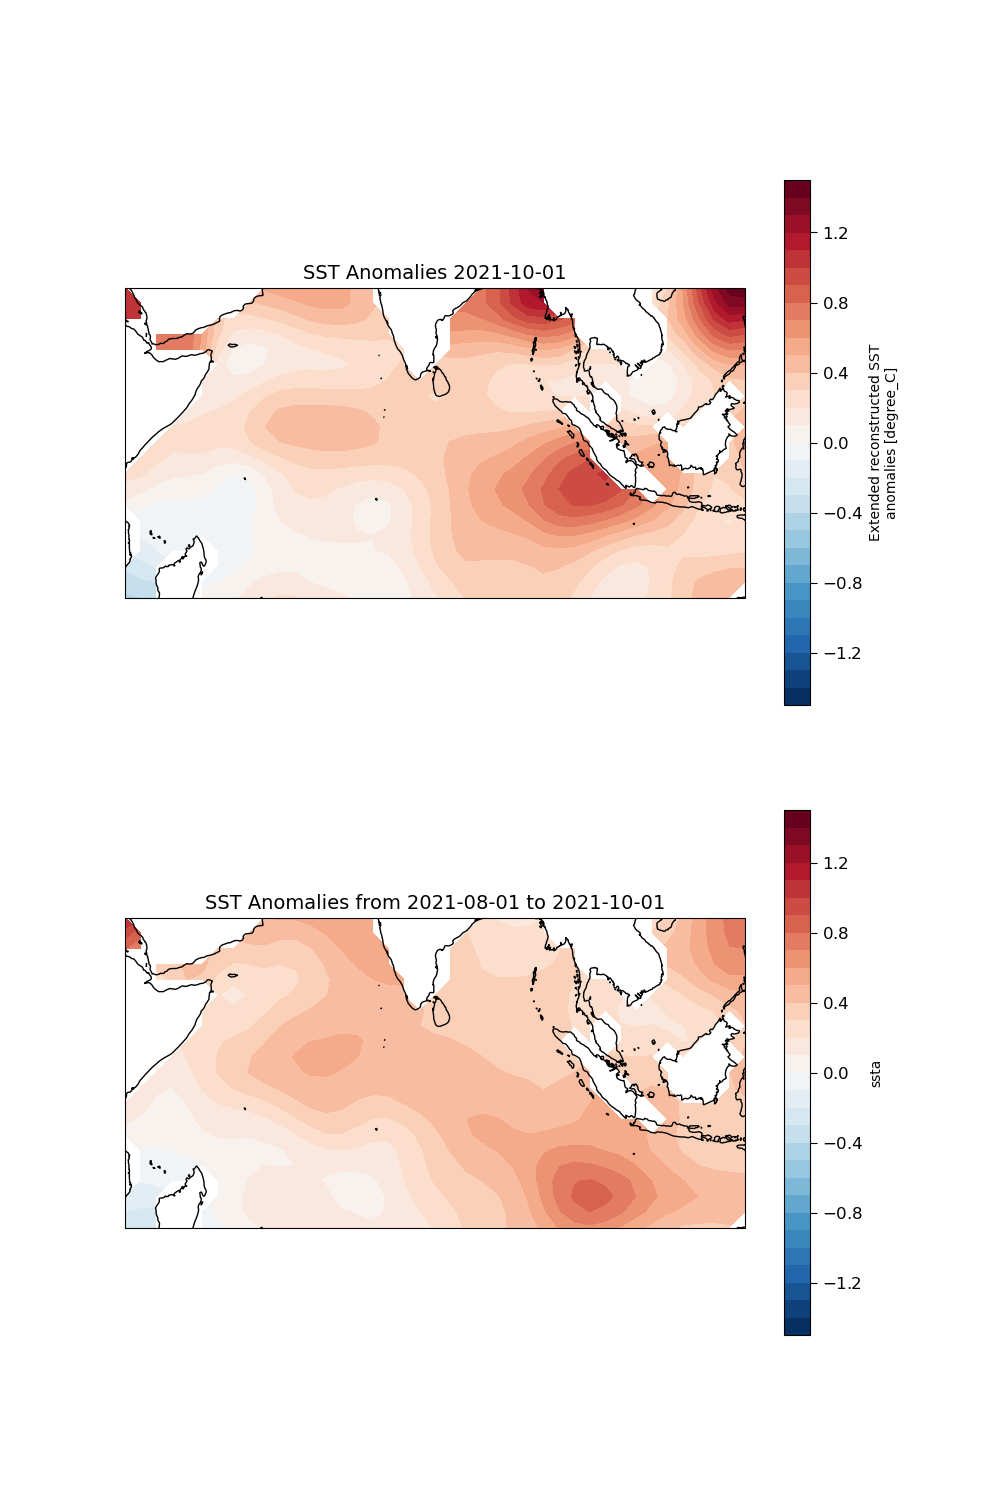 SST Anomalies 2021-10-01
1.2
0.8
0.4
0.0
−0.4
−0.8
−1.2
Extended reconstructed SST
anomalies [degree_C]
SST Anomalies from 2021-08-01 to 2021-10-01
1.2
0.8
0.4
0.0
−0.4
−0.8
−1.2
ssta